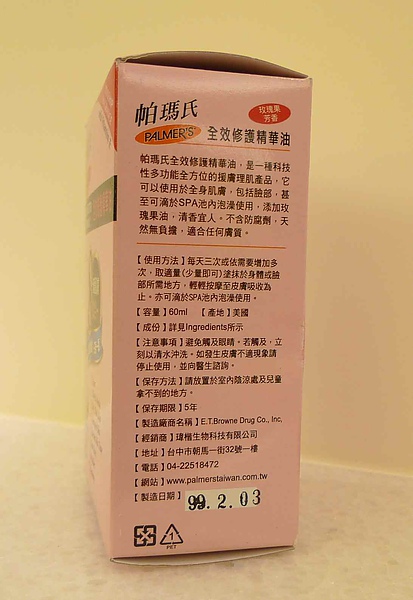 帕瑪氏
PALMER'S
玫瑰果
芳香
全效修護精華油
帕瑪氏全效修護精華油，是一種科技
性多功能全方位的援膚理肌產品，它
可以使用於全身肌膚，包括臉部，甚
至可滴於SPA池內泡澡使用，添加玫
瑰果油，清香宜人。不含防腐劑，天
然無負擔，適合任何膚質。
【使用方法】每天三次或依需要增加多
次，取適量(少量即可)塗抹於身體或臉
部所需地方，輕輕按摩至皮膚吸收為
止。亦可滴於SPA池內泡澡使用。
【容量】60ml 【產地】美國
【成份】詳見Ingredients所示
【注意事項】避免觸及眼睛。若觸及，立
刻以清水沖洗。如發生皮膚不適現象請
停止使用，並向醫生諮詢。
【保存方法】請放置於室內陰涼處及兒童
拿不到的地方。
【保存期限】5年
【製造廠商名稱】E.T.Browne Drug Co., Inc,
【經銷商】瑋楷生物科技有限公司
【地址】台中市朝馬一街32號一樓
【電話】04-22518472
【網站】www.palmerstaiwan.com.tw
【製造日期】99.2.03
1
PET